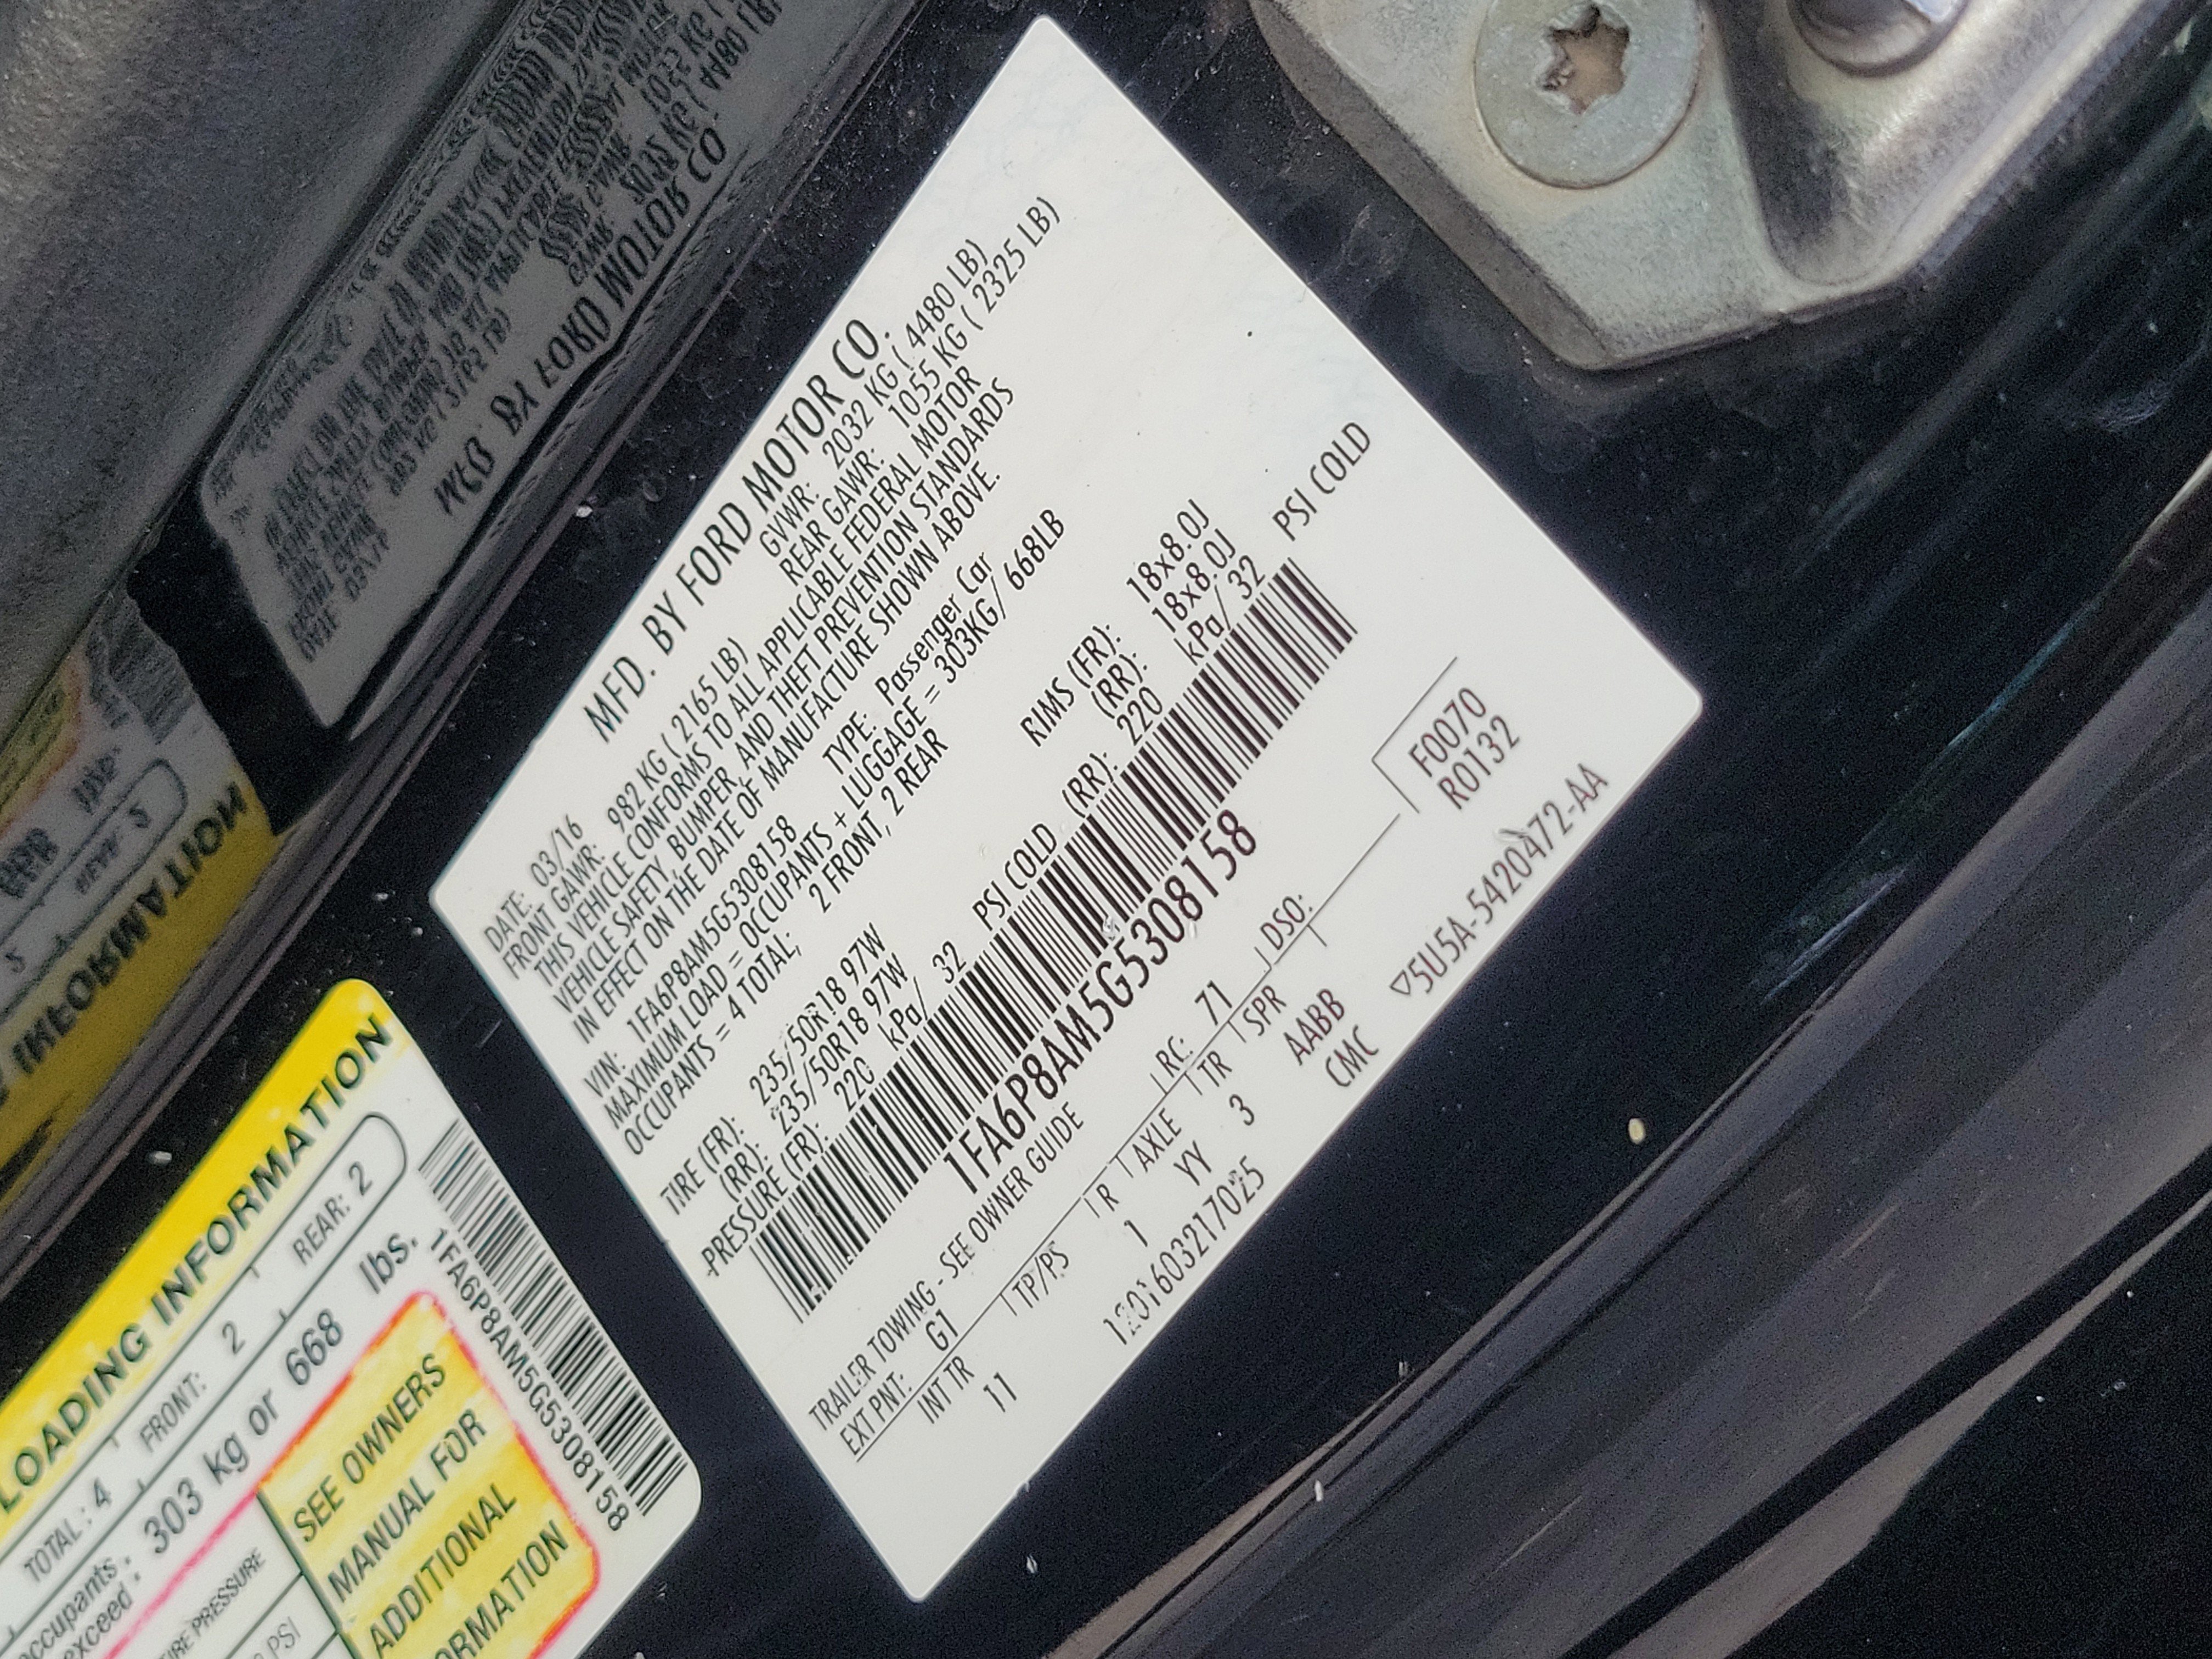 MFD. BY FORD MOTOR CO.
DATE: 03/16 GVWR: 2032 KG ( 4480 LB)
FRONT GAWR: 982 KG ( 2165 LB) REAR GAWR: 1055 KG ( 2325 LB)
THIS VEHICLE CONFORMS TO ALL APPLICABLE FEDERAL MOTOR
VEHICLE SAFETY, BUMPER, AND THEFT PREVENTION STANDARDS
IN EFFECT ON THE DATE OF MANUFACTURE SHOWN ABOVE.
VIN: 1FA6P8AM5G5308158 TYPE: Passenger Car
MAXIMUM LOAD = OCCUPANTS + LUGGAGE = 303KG/ 668LB
OCCUPANTS = 4 TOTAL; 2 FRONT, 2 REAR
TIRE (FR): 235/50R18 97W RIMS (FR): 18x8.0J
(RR): 235/50R18 97W (RR): 18x8.0J
PRESSURE (FR): 220 kPa/ 32 PSI COLD (RR): 220 kPa/ 32 PSI COLD
1FA6P8AM5G5308158
TRAILER TOWING - SEE OWNER GUIDE
EXT PNT: G1 RC: 71 DSO:
INT TR TP/PS R AXLE TR SPR
11 1 YY 3 AABB
CMC
F0070
R0132
1201603217025
▽5U5A-5420472-AA
LOADING INFORMATION
TOTAL : 4 FRONT: 2 REAR: 2
303 kg or 668 lbs.
exceed
PRESSURE
PSI
SEE OWNERS
MANUAL FOR
ADDITIONAL
1FA6P8AM5G5308158